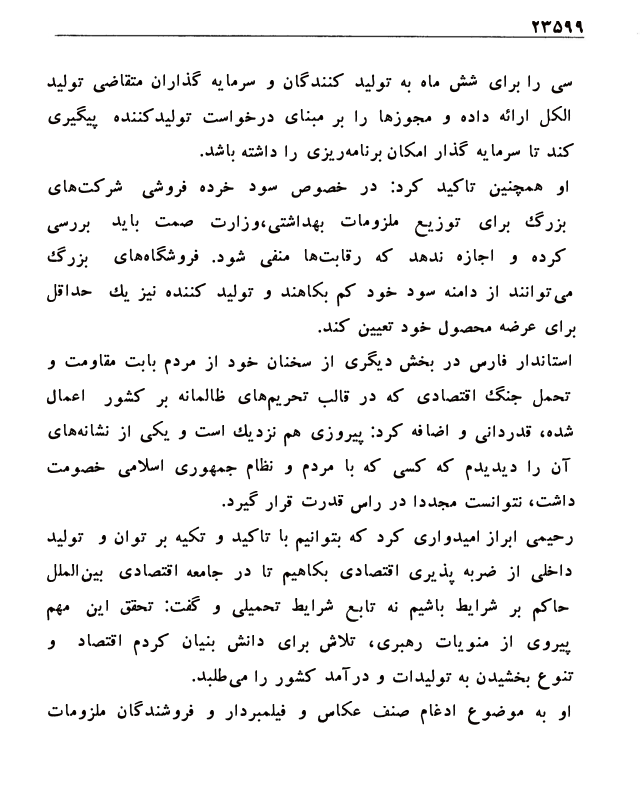 ۲۳۵۹۹
سی را برای شش ماه به تولید کنندگان و سرمایه گذاران متقاضی تولید
الکل ارائه داده و مجوزها را بر مبنای درخواست تولیدکننده پیگیری
کند تا سرمایه گذار امکان برنامه‌ریزی را داشته باشد.
او همچنین تاکید کرد: در خصوص سود خرده فروشی شرکت‌های
بزرگ برای توزیع ملزومات بهداشتی،وزارت صمت باید بررسی
کرده و اجازه ندهد که رقابت‌ها منفی شود. فروشگاه‌های بزرگ
می‌توانند از دامنه سود خود کم بکاهند و تولید کننده نیز یك حداقل
برای عرضه محصول خود تعیین کند.
استاندار فارس در بخش دیگری از سخنان خود از مردم بابت مقاومت و
تحمل جنگ اقتصادی که در قالب تحریم‌های ظالمانه بر کشور اعمال
شده، قدردانی و اضافه کرد: پیروزی هم نزدیك است و یکی از نشانه‌های
آن را دیدیدم که کسی که با مردم و نظام جمهوری اسلامی خصومت
داشت، نتوانست مجددا در راس قدرت قرار گیرد.
رحیمی ابراز امیدواری کرد که بتوانیم با تاکید و تکیه بر توان و تولید
داخلی از ضربه پذیری اقتصادی بکاهیم تا در جامعه اقتصادی بین‌الملل
حاکم بر شرایط باشیم نه تابع شرایط تحمیلی و گفت: تحقق این مهم
پیروی از منویات رهبری، تلاش برای دانش بنیان کردم اقتصاد و
تنوع بخشیدن به تولیدات و درآمد کشور را می‌طلبد.
او به موضوع ادغام صنف عکاس و فیلمبردار و فروشندگان ملزومات